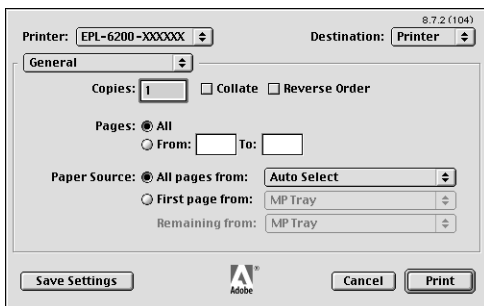 8.7.2 (104)
Printer: EPL-6200-XXXXXX Destination: Printer
General
Copies: 1 Collate Reverse Order
Pages: All
From: To:
Paper Source: All pages from: Auto Select
First page from: MP Tray
Remaining from: MP Tray
Save Settings Adobe® Cancel Print